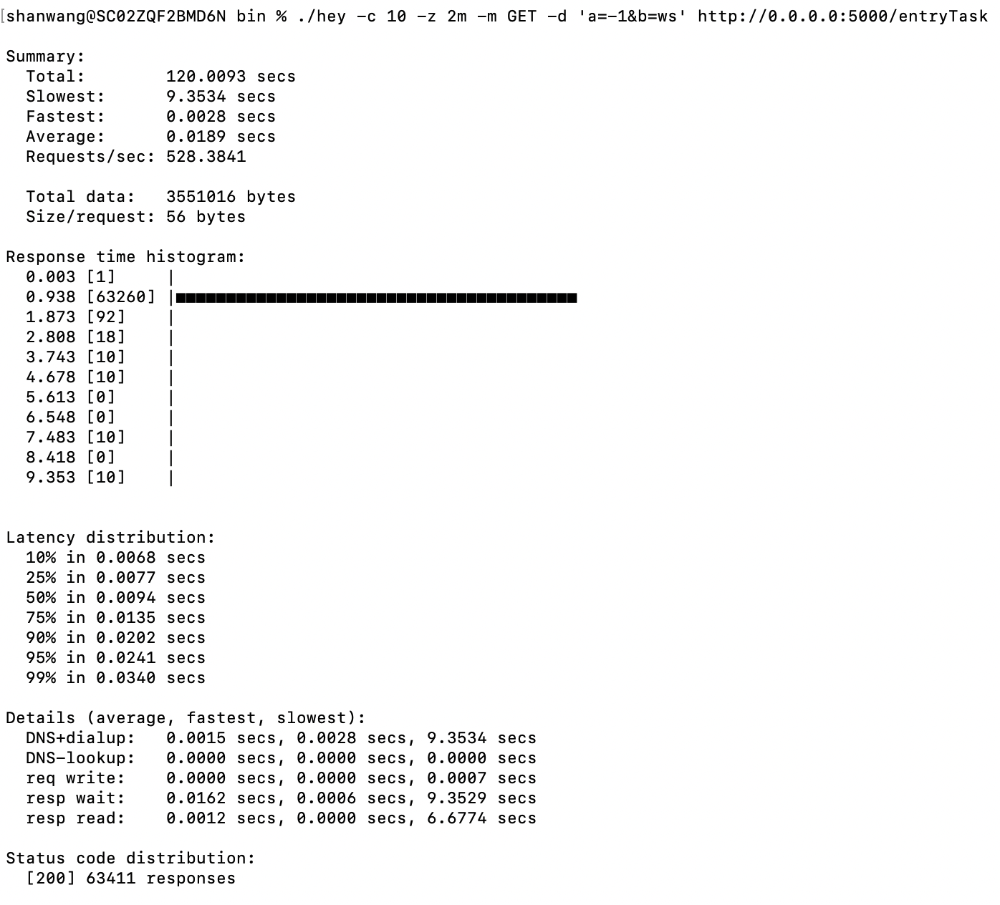 [shanwang@SC02ZQF2BMD6N bin % ./hey -c 10 -z 2m -m GET -d 'a=-1&b=ws' http://0.0.0.0:5000/entryTask
Summary:
Total: 120.0093 secs
Slowest: 9.3534 secs
Fastest: 0.0028 secs
Average: 0.0189 secs
Requests/sec: 528.3841
Total data: 3551016 bytes
Size/request: 56 bytes
Response time histogram:
0.003 [1] |
0.938 [63260] |■■■■■■■■■■■■■■■■■■■■■■■■■■■■■■■■■■■■■■■■
1.873 [92] |
2.808 [18] |
3.743 [10] |
4.678 [10] |
5.613 [0] |
6.548 [0] |
7.483 [10] |
8.418 [0] |
9.353 [10] |
Latency distribution:
10% in 0.0068 secs
25% in 0.0077 secs
50% in 0.0094 secs
75% in 0.0135 secs
90% in 0.0202 secs
95% in 0.0241 secs
99% in 0.0340 secs
Details (average, fastest, slowest):
DNS+dialup: 0.0015 secs, 0.0028 secs, 9.3534 secs
DNS-lookup: 0.0000 secs, 0.0000 secs, 0.0000 secs
req write: 0.0000 secs, 0.0000 secs, 0.0007 secs
resp wait: 0.0162 secs, 0.0006 secs, 9.3529 secs
resp read: 0.0012 secs, 0.0000 secs, 6.6774 secs
Status code distribution:
[200] 63411 responses